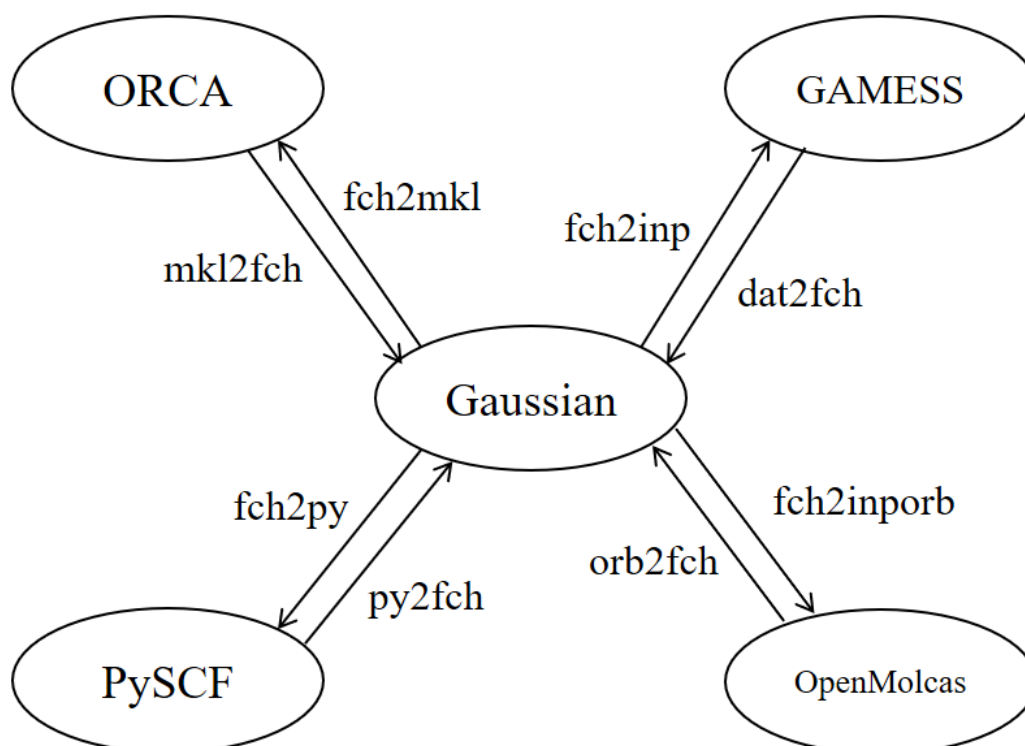 ORCA
GAMESS
fch2mkl
mkl2fch
fch2inp
dat2fch
Gaussian
fch2py
py2fch
fch2inporb
orb2fch
PySCF
OpenMolcas